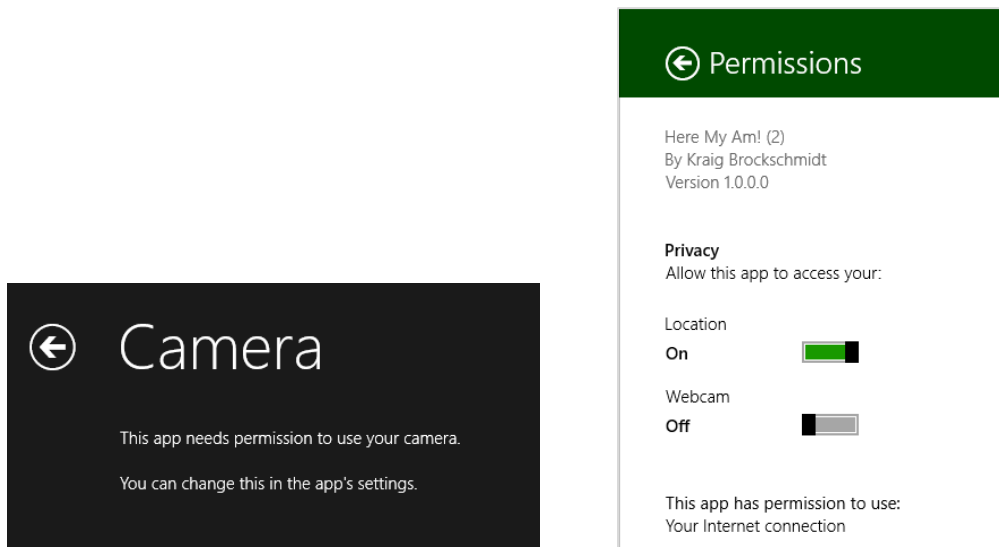 Camera
This app needs permission to use your camera.
You can change this in the app's settings.
Permissions
Here My Am! (2)
By Kraig Brockschmidt
Version 1.0.0.0
Privacy
Allow this app to access your:
Location
On
Webcam
Off
This app has permission to use:
Your Internet connection